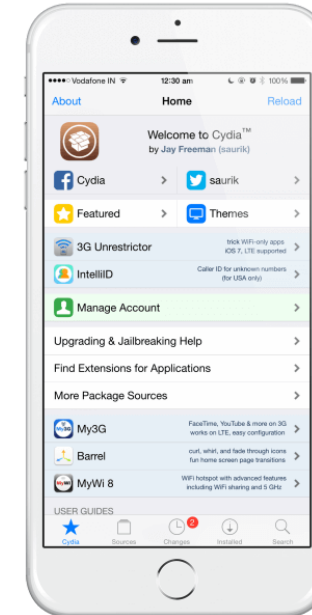 Vodafone IN 12:30 am 100%
About Home Reload
Welcome to Cydia™
by Jay Freeman (saurik)
Cydia
saurik
Featured
Themes
3G Unrestrictor
trick WiFi-only apps
iOS 7, LTE supported
IntelliID
Caller ID for unknown numbers
(for USA only)
Manage Account
Upgrading & Jailbreaking Help
Find Extensions for Applications
More Package Sources
My3G
My3G
FaceTime, YouTube & more on 3G
works on LTE, easy configuration
Barrel
curl, whirl, and fade through icons
fun home screen page transitions
MyWi
MyWi 8
WiFi hotspot with advanced features
including WiFi sharing and 5 GHz
USER GUIDES
2
Cydia Sources Changes Installed Search